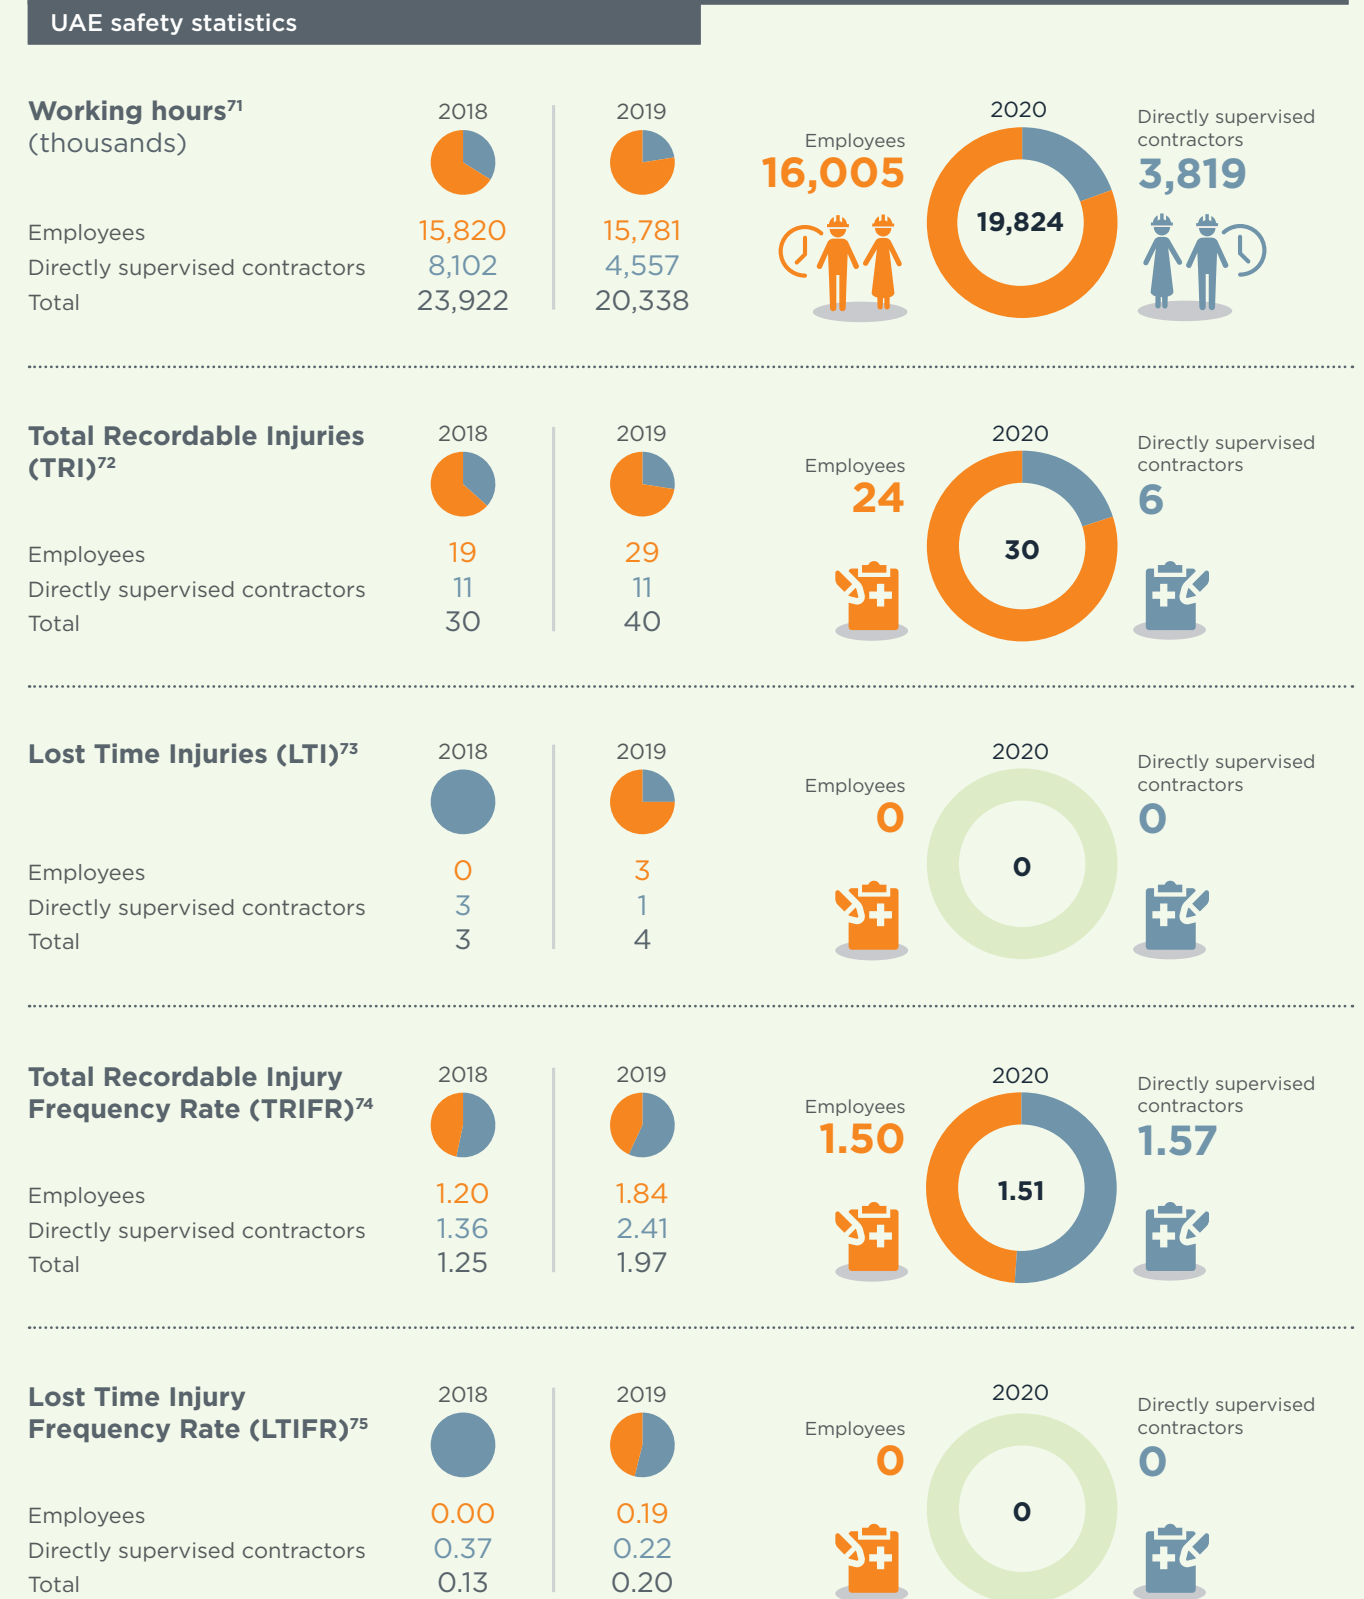 UAE safety statistics
Working hours71
(thousands)
2018
2019
Employees 15,820 15,781
Directly supervised contractors 8,102 4,557
Total 23,922 20,338
2020
Employees
16,005
19,824
Directly supervised
contractors
3,819
Total Recordable Injuries
(TRI)72
2018
2019
Employees 19 29
Directly supervised contractors 11 11
Total 30 40
2020
Employees
24
30
Directly supervised
contractors
6
Lost Time Injuries (LTI)73
2018
2019
Employees 0 3
Directly supervised contractors 3 1
Total 3 4
2020
Employees
0
0
Directly supervised
contractors
0
Total Recordable Injury
Frequency Rate (TRIFR)74
2018
2019
Employees 1.20 1.84
Directly supervised contractors 1.36 2.41
Total 1.25 1.97
2020
Employees
1.50
1.51
Directly supervised
contractors
1.57
Lost Time Injury
Frequency Rate (LTIFR)75
2018
2019
Employees 0.00 0.19
Directly supervised contractors 0.37 0.22
Total 0.13 0.20
2020
Employees
0
0
Directly supervised
contractors
0